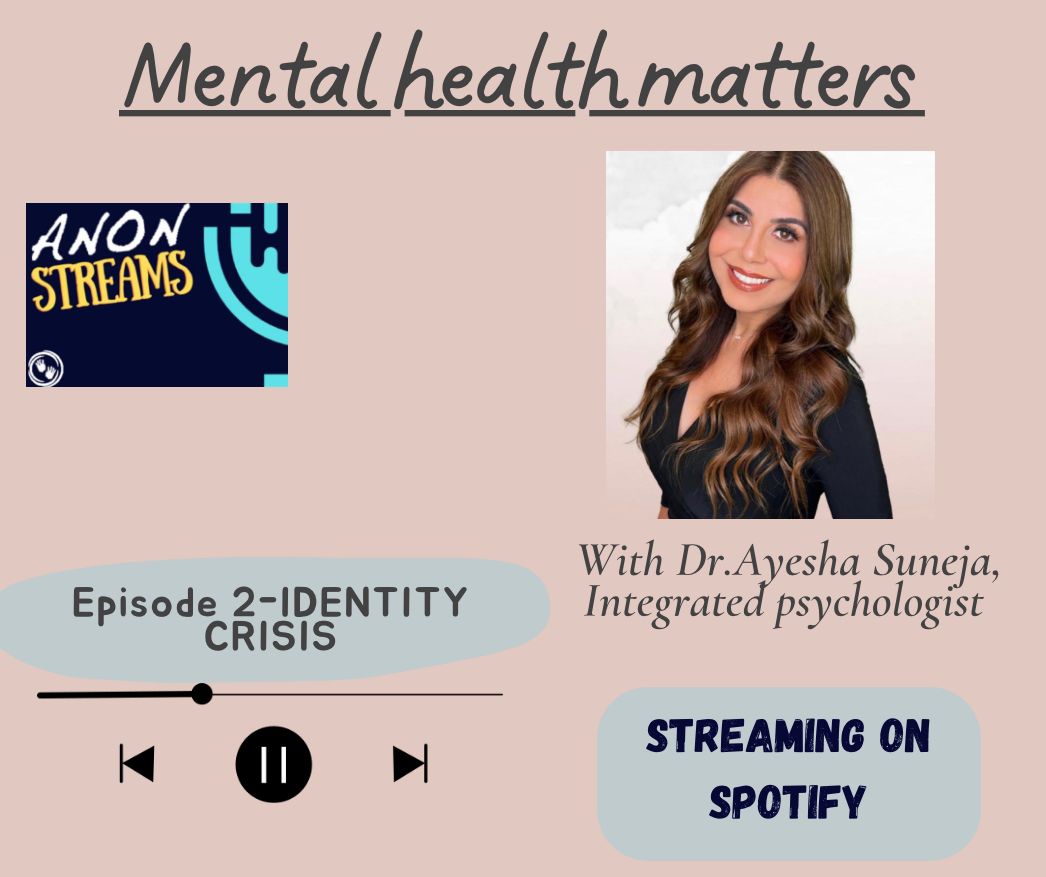 Mental health matters
ANON
STREAMS
With Dr.Ayesha Suneja,
Integrated psychologist
Episode 2-IDENTITY
CRISIS
STREAMING ON
SPOTIFY